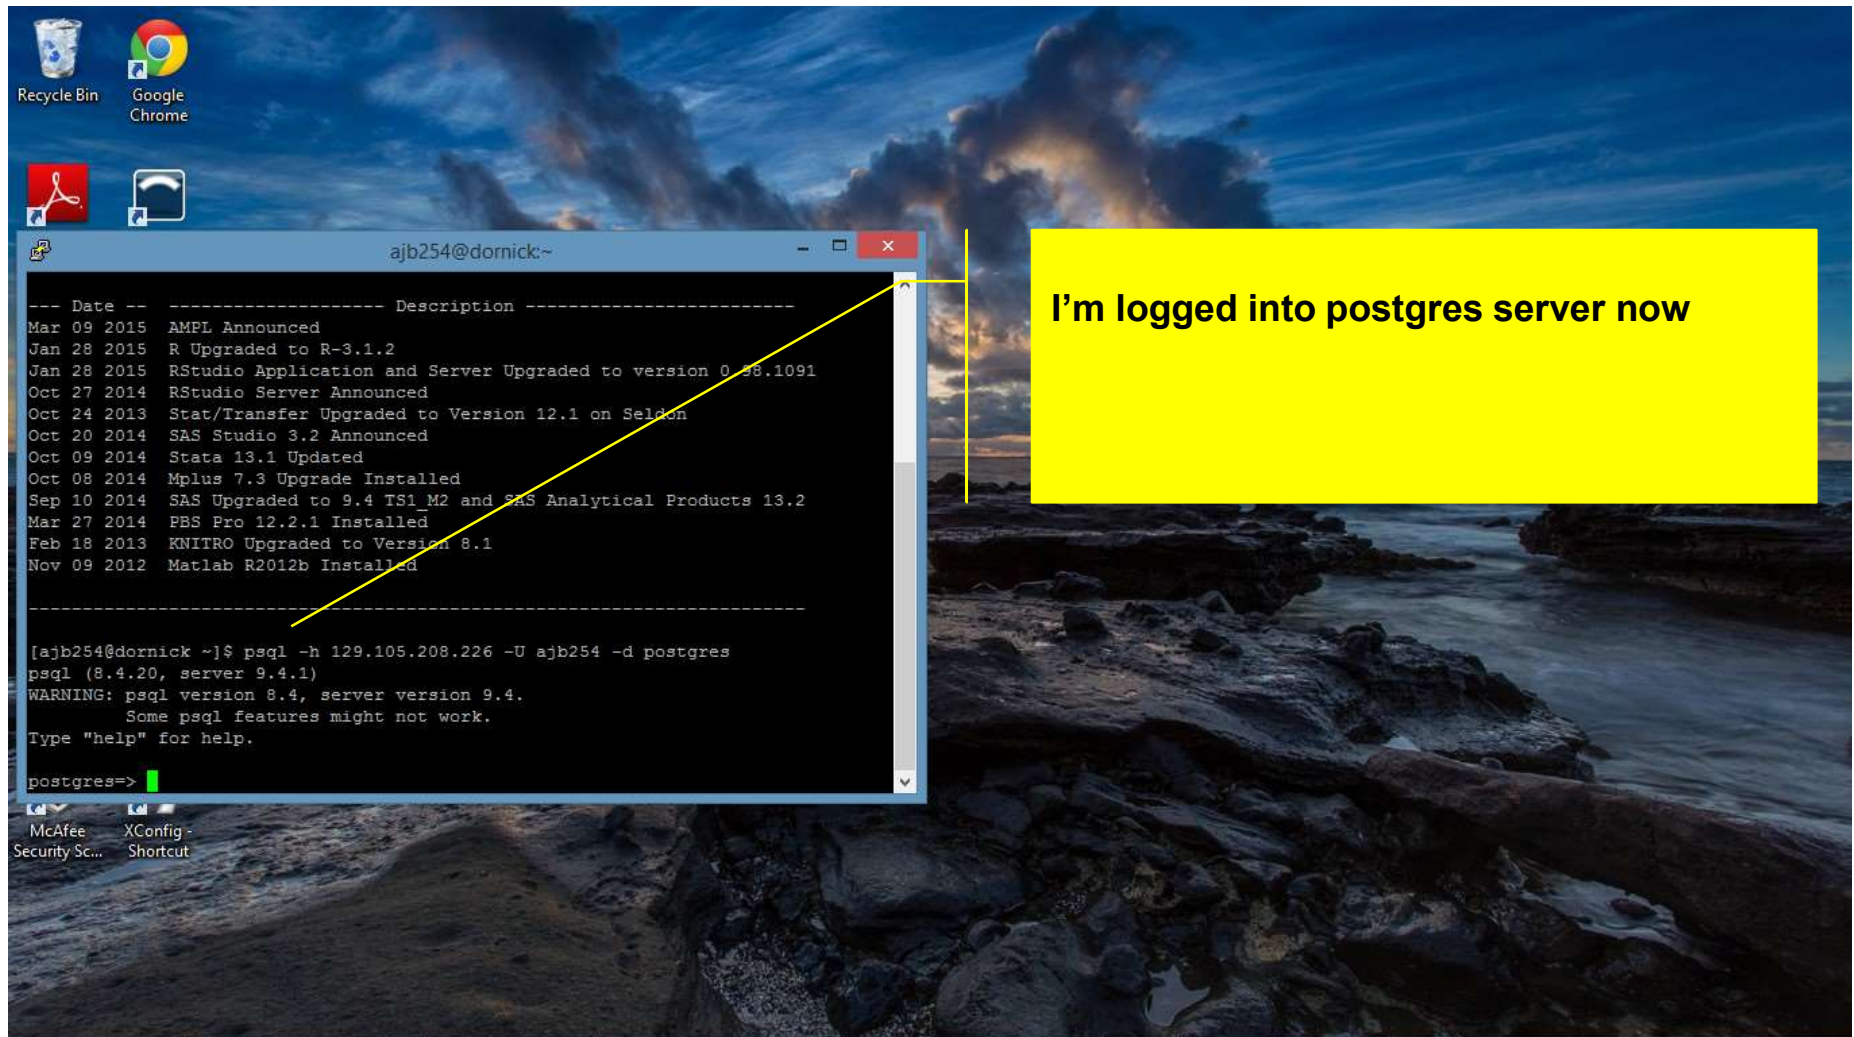 Recycle Bin
Google
Chrome
ajb254@dornick:~
--- Date -- -------------------- Description -------------------------
Mar 09 2015 AMPL Announced
Jan 28 2015 R Upgraded to R-3.1.2
Jan 28 2015 RStudio Application and Server Upgraded to version 0.98.1091
Oct 27 2014 RStudio Server Announced
Oct 24 2013 Stat/Transfer Upgraded to Version 12.1 on Seldon
Oct 20 2014 SAS Studio 3.2 Announced
Oct 09 2014 Stata 13.1 Updated
Oct 08 2014 Mplus 7.3 Upgrade Installed
Sep 10 2014 SAS Upgraded to 9.4 TS1_M2 and SAS Analytical Products 13.2
Mar 27 2014 PBS Pro 12.2.1 Installed
Feb 18 2013 KNITRO Upgraded to Version 8.1
Nov 09 2012 Matlab R2012b Installed
------------------------------------------------------------------------
[ajb254@dornick ~]$ psql -h 129.105.208.226 -U ajb254 -d postgres
psql (8.4.20, server 9.4.1)
WARNING: psql version 8.4, server version 9.4.
Some psql features might not work.
Type "help" for help.
postgres=>
I’m logged into postgres server now
McAfee
Security Sc...
XConfig -
Shortcut